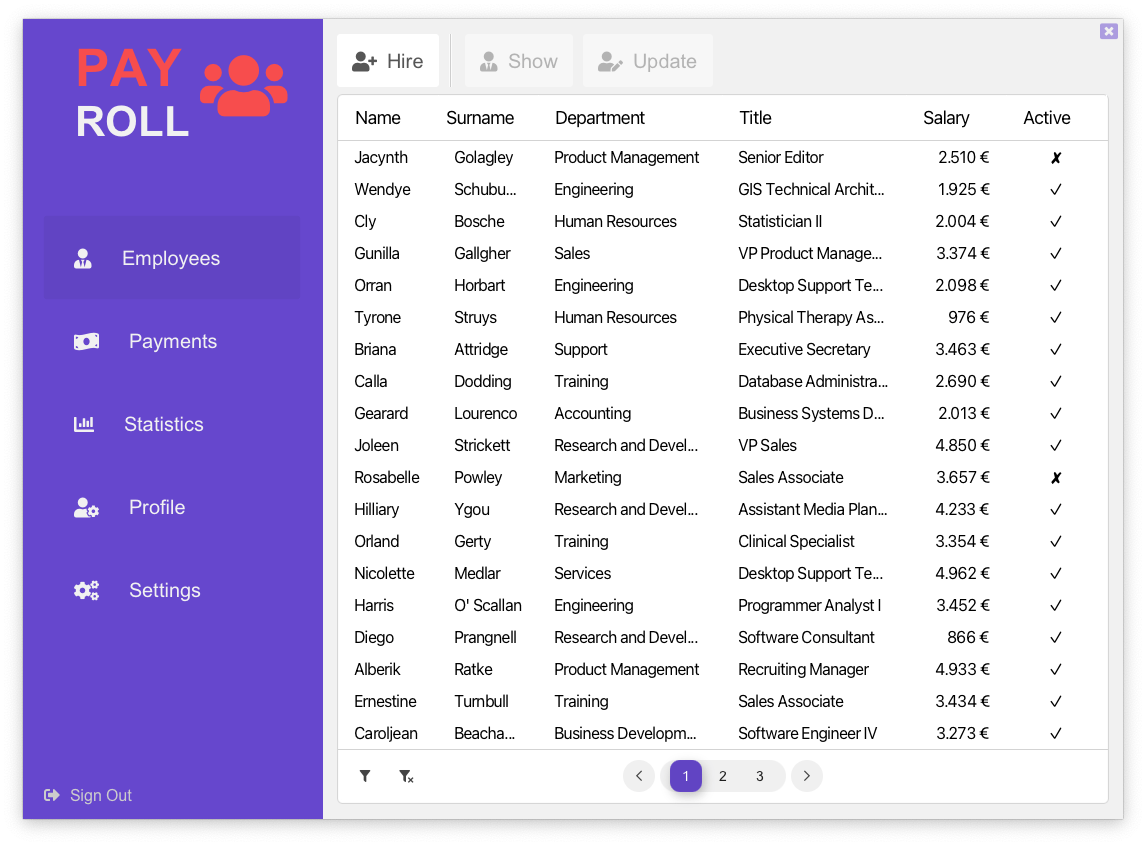 PAY
ROLL
Employees
Payments
Statistics
Profile
Settings
Sign Out
Hire Show Update
Name Surname Department Title Salary Active
Jacynth Golagley Product Management Senior Editor 2.510 € ✗
Wendye Schubu... Engineering GIS Technical Archit... 1.925 € ✓
Cly Bosche Human Resources Statistician II 2.004 € ✓
Gunilla Gallgher Sales VP Product Manage... 3.374 € ✓
Orran Horbart Engineering Desktop Support Te... 2.098 € ✓
Tyrone Struys Human Resources Physical Therapy As... 976 € ✓
Briana Attridge Support Executive Secretary 3.463 € ✓
Calla Dodding Training Database Administra... 2.690 € ✓
Gearard Lourenco Accounting Business Systems D... 2.013 € ✓
Joleen Strickett Research and Devel... VP Sales 4.850 € ✓
Rosabelle Powley Marketing Sales Associate 3.657 € ✗
Hilliary Ygou Research and Devel... Assistant Media Plan... 4.233 € ✓
Orland Gerty Training Clinical Specialist 3.354 € ✓
Nicolette Medlar Services Desktop Support Te... 4.962 € ✓
Harris O' Scallan Engineering Programmer Analyst I 3.452 € ✓
Diego Prangnell Research and Devel... Software Consultant 866 € ✓
Alberik Ratke Product Management Recruiting Manager 4.933 € ✓
Ernestine Turnbull Training Sales Associate 3.434 € ✓
Caroljean Beacha... Business Developm... Software Engineer IV 3.273 € ✓
1 2 3